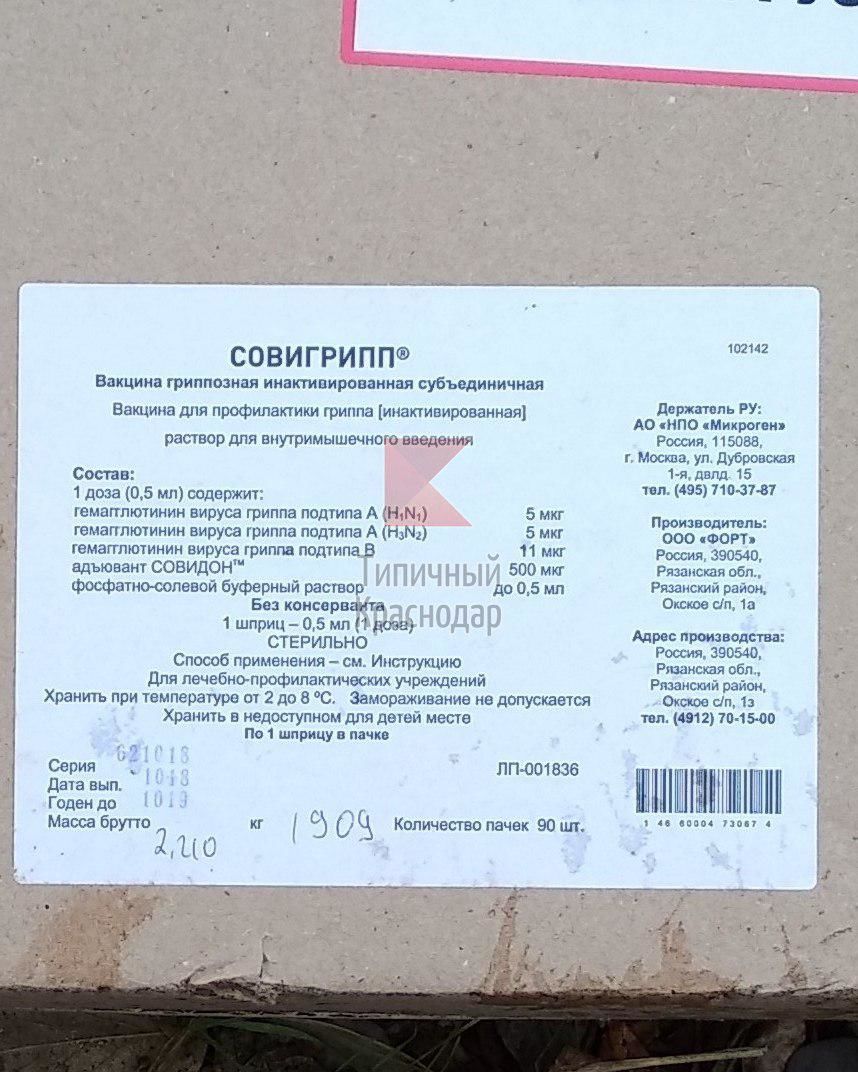 СОВИГРИПП®
102142
Вакцина гриппозная инактивированная субъединичная
Вакцина для профилактики гриппа [инактивированная]
раствор для внутримышечного введения
Состав:
1 доза (0,5 мл) содержит:
гемагглютинин вируса гриппа подтипа А (H₁N₁) 5 мкг
гемагглютинин вируса гриппа подтипа А (H₃N₂) 5 мкг
гемагглютинин вируса гриппа подтипа В 11 мкг
адъювант СОВИДОН™ 500 мкг
фосфатно-солевой буферный раствор до 0,5 мл
Без консерванта
1 шприц – 0,5 мл (1 доза)
СТЕРИЛЬНО
Способ применения – см. Инструкцию
Для лечебно-профилактических учреждений
Хранить при температуре от 2 до 8 ºС. Замораживание не допускается
Хранить в недоступном для детей месте
По 1 шприцу в пачке
Держатель РУ:
АО «НПО «Микроген»
Россия, 115088,
г. Москва, ул. Дубровская
1-я, двлд. 15
тел. (495) 710-37-87
Производитель:
ООО «ФОРТ»
Россия, 390540,
Рязанская обл.,
Рязанский район,
Окское с/п, 1а
Адрес производства:
Россия, 390540,
Рязанская обл.,
Рязанский район,
Окское с/п, 1з
тел. (4912) 70-15-00
Серия 621018
Дата вып. 1018
Годен до 1019
Масса брутто 2,210 кг 1909
ЛП-001836
Количество пачек 90 шт.
1 46 60004 73067 4
Типичный
Краснодар